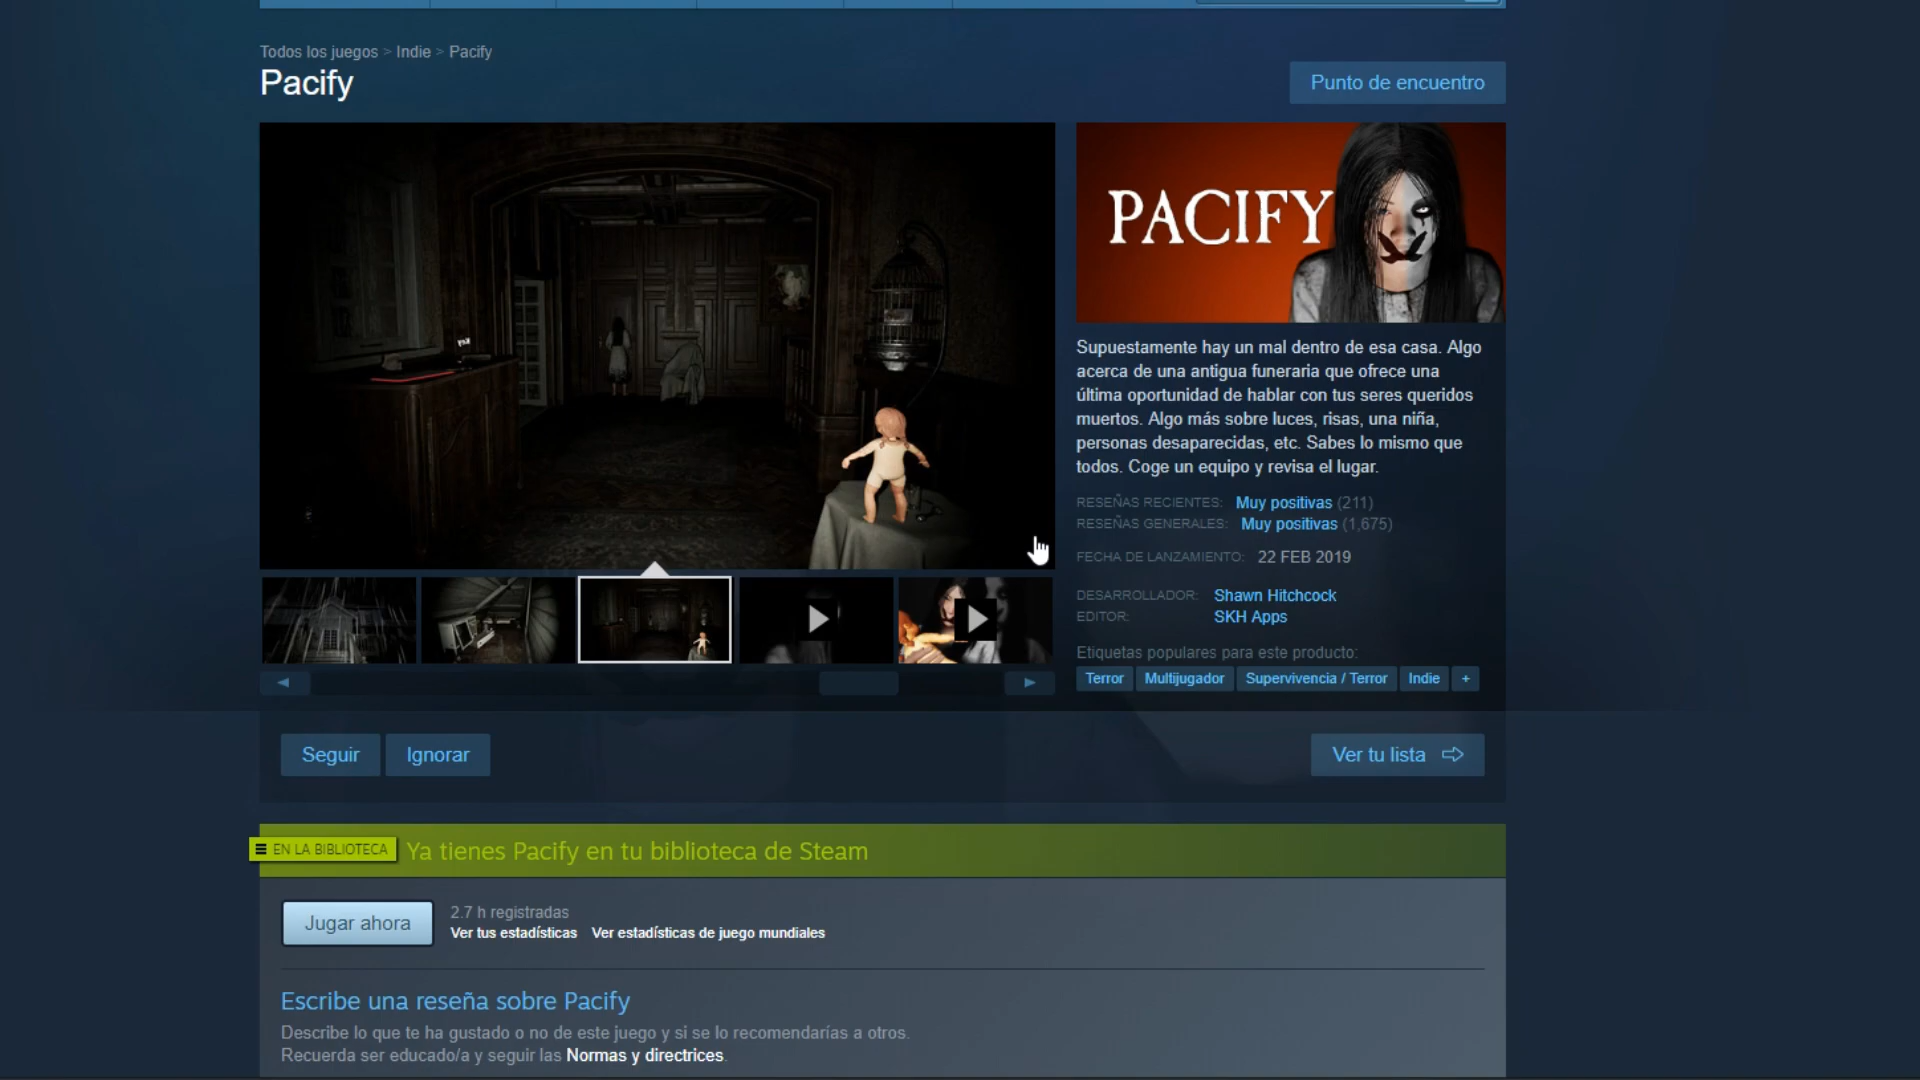 Todos los juegos > Indie > Pacify
Pacify
Punto de encuentro
PACIFY
Supuestamente hay un mal dentro de esa casa. Algo
acerca de una antigua funeraria que ofrece una
última oportunidad de hablar con tus seres queridos
muertos. Algo más sobre luces, risas, una niña,
personas desaparecidas, etc. Sabes lo mismo que
todos. Coge un equipo y revisa el lugar.
RESEÑAS RECIENTES: Muy positivas (211)
RESEÑAS GENERALES: Muy positivas (1,675)
FECHA DE LANZAMIENTO: 22 FEB 2019
DESARROLLADOR: Shawn Hitchcock
EDITOR: SKH Apps
Etiquetas populares para este producto:
Terror Multijugador Supervivencia / Terror Indie +
Seguir Ignorar Ver tu lista
EN LA BIBLIOTECA Ya tienes Pacify en tu biblioteca de Steam
Jugar ahora
2.7 h registradas
Ver tus estadísticas Ver estadísticas de juego mundiales
Escribe una reseña sobre Pacify
Describe lo que te ha gustado o no de este juego y si se lo recomendarías a otros.
Recuerda ser educado/a y seguir las Normas y directrices.